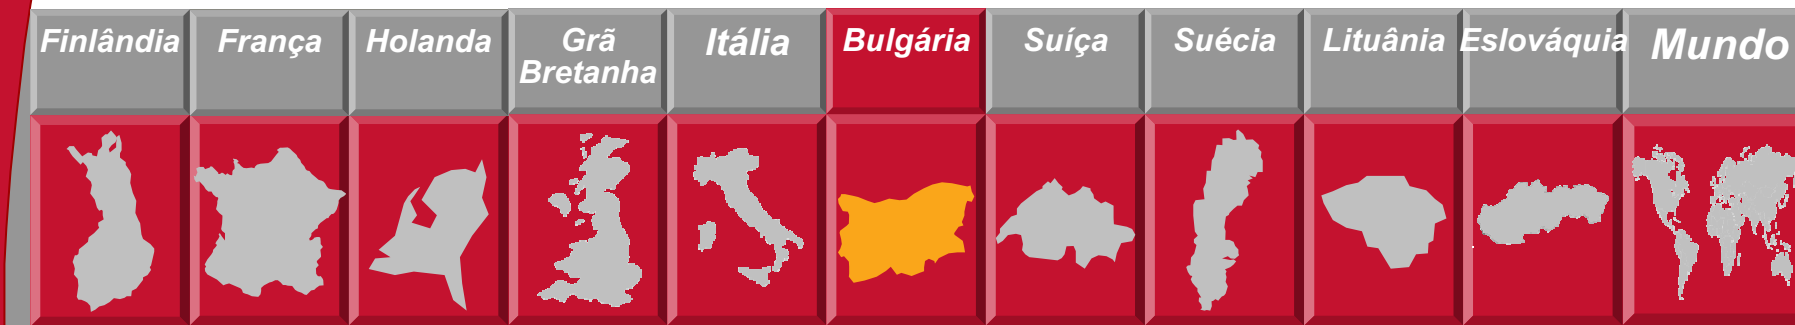 Finlândia
França
Holanda
Grã
Bretanha
Itália
Bulgária
Suíça
Suécia
Lituânia
Eslováquia
Mundo